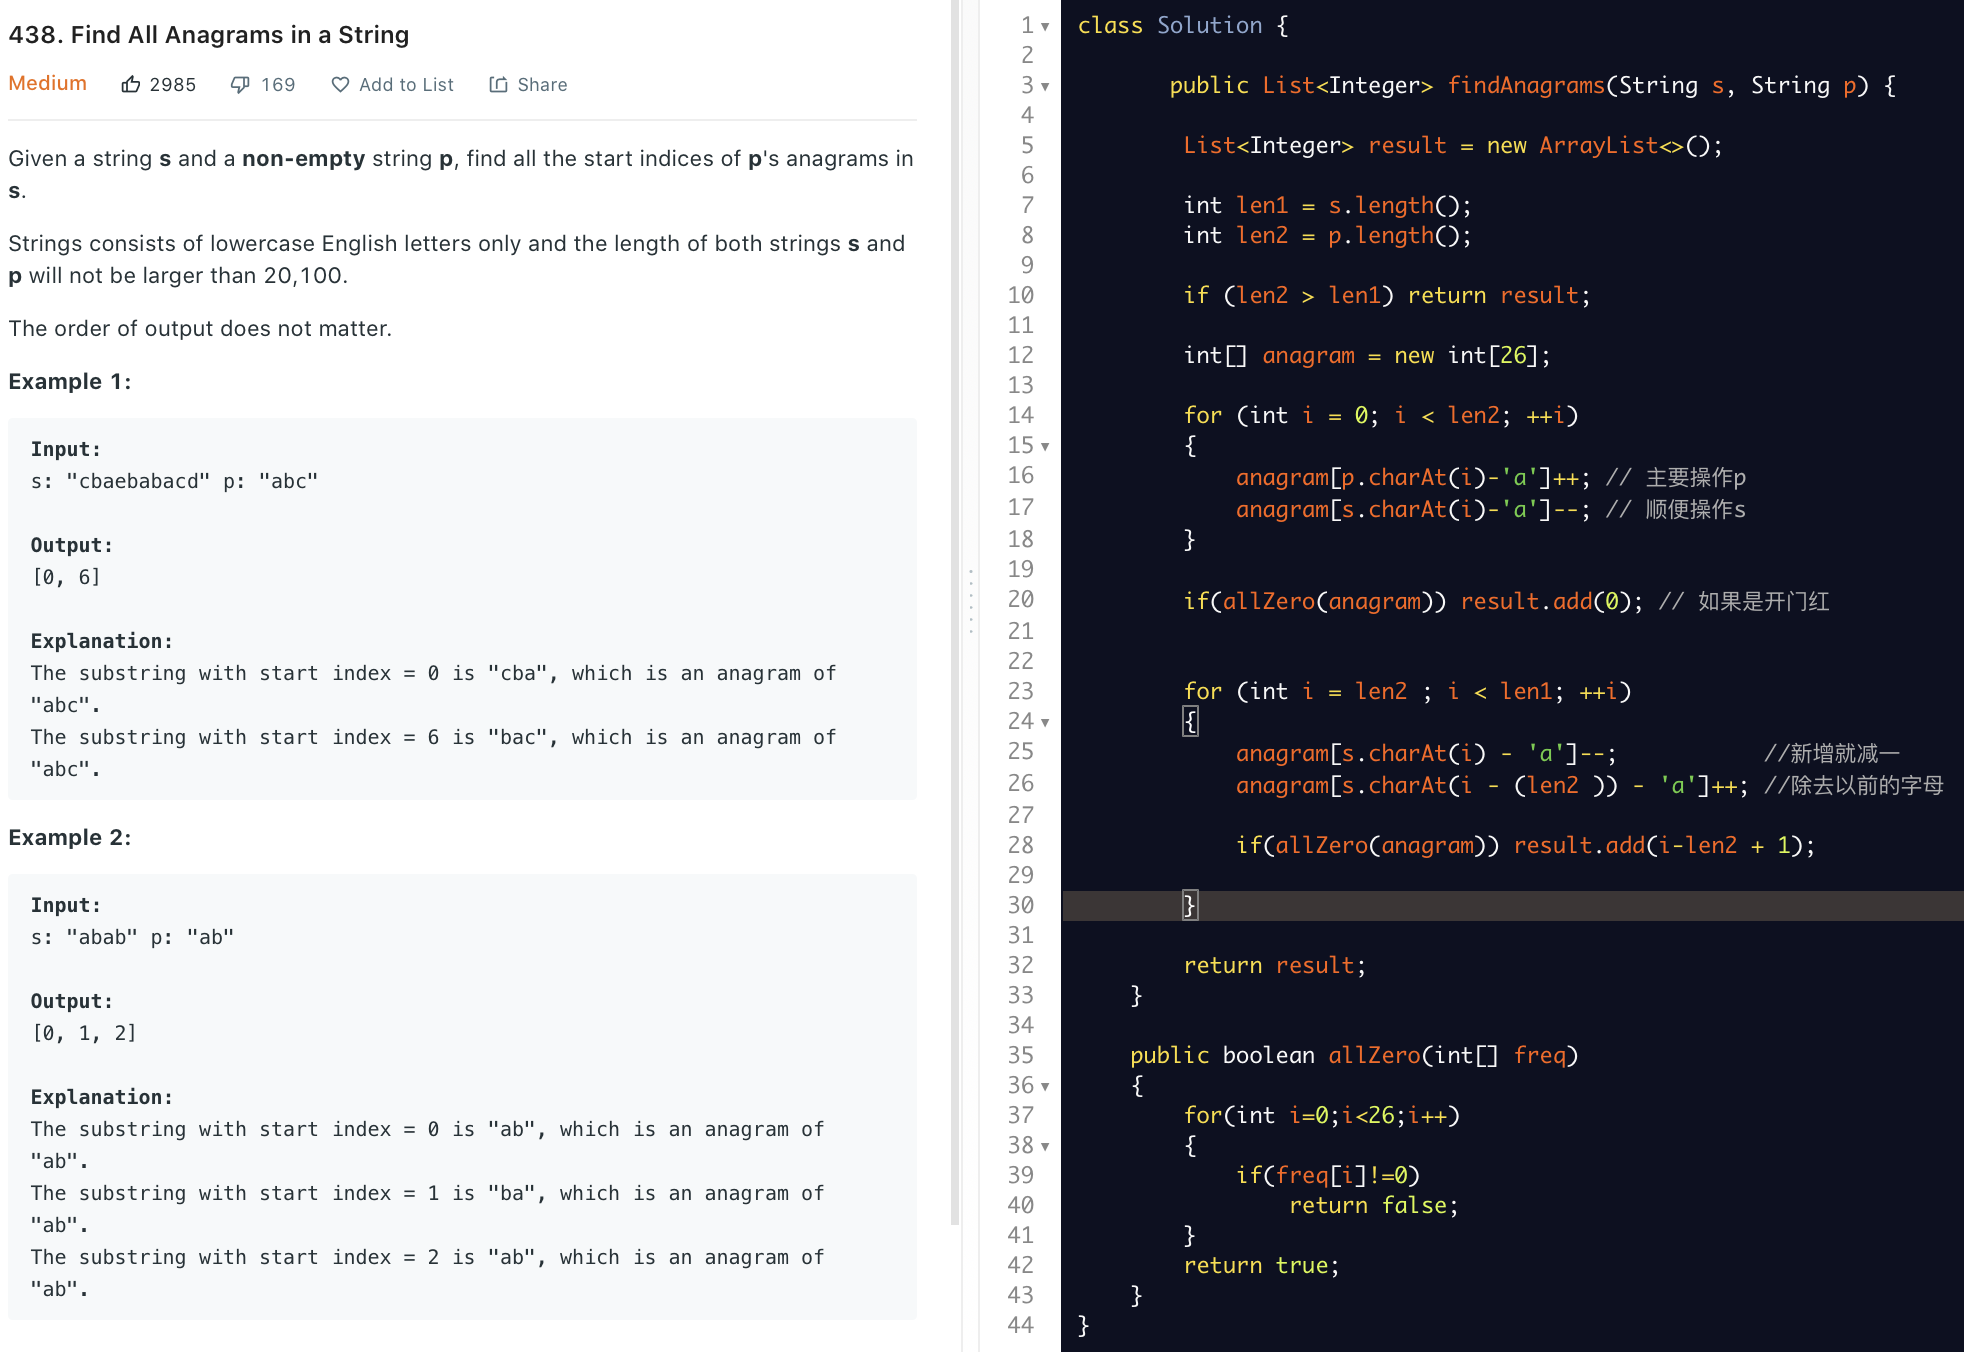 438. Find All Anagrams in a String
Medium 2985 169 Add to List Share
Given a string s and a non-empty string p, find all the start indices of p's anagrams in
s.
Strings consists of lowercase English letters only and the length of both strings s and
p will not be larger than 20,100.
The order of output does not matter.
Example 1:
Input:
s: "cbaebabacd" p: "abc"
Output:
[0, 6]
Explanation:
The substring with start index = 0 is "cba", which is an anagram of
"abc".
The substring with start index = 6 is "bac", which is an anagram of
"abc".
Example 2:
Input:
s: "abab" p: "ab"
Output:
[0, 1, 2]
Explanation:
The substring with start index = 0 is "ab", which is an anagram of
"ab".
The substring with start index = 1 is "ba", which is an anagram of
"ab".
The substring with start index = 2 is "ab", which is an anagram of
"ab".
1 class Solution {
2
3 public List<Integer> findAnagrams(String s, String p) {
4
5 List<Integer> result = new ArrayList<>();
6
7 int len1 = s.length();
8 int len2 = p.length();
9
10 if (len2 > len1) return result;
11
12 int[] anagram = new int[26];
13
14 for (int i = 0; i < len2; ++i)
15 {
16 anagram[p.charAt(i)-'a']++; // 主要操作p
17 anagram[s.charAt(i)-'a']--; // 顺便操作s
18 }
19
20 if(allZero(anagram)) result.add(0); // 如果是开门红
21
22
23 for (int i = len2 ; i < len1; ++i)
24 {
25 anagram[s.charAt(i) - 'a']--; //新增就减一
26 anagram[s.charAt(i - (len2 )) - 'a']++; //除去以前的字母
27
28 if(allZero(anagram)) result.add(i-len2 + 1);
29
30 }
31
32 return result;
33 }
34
35 public boolean allZero(int[] freq)
36 {
37 for(int i=0;i<26;i++)
38 {
39 if(freq[i]!=0)
40 return false;
41 }
42 return true;
43 }
44 }